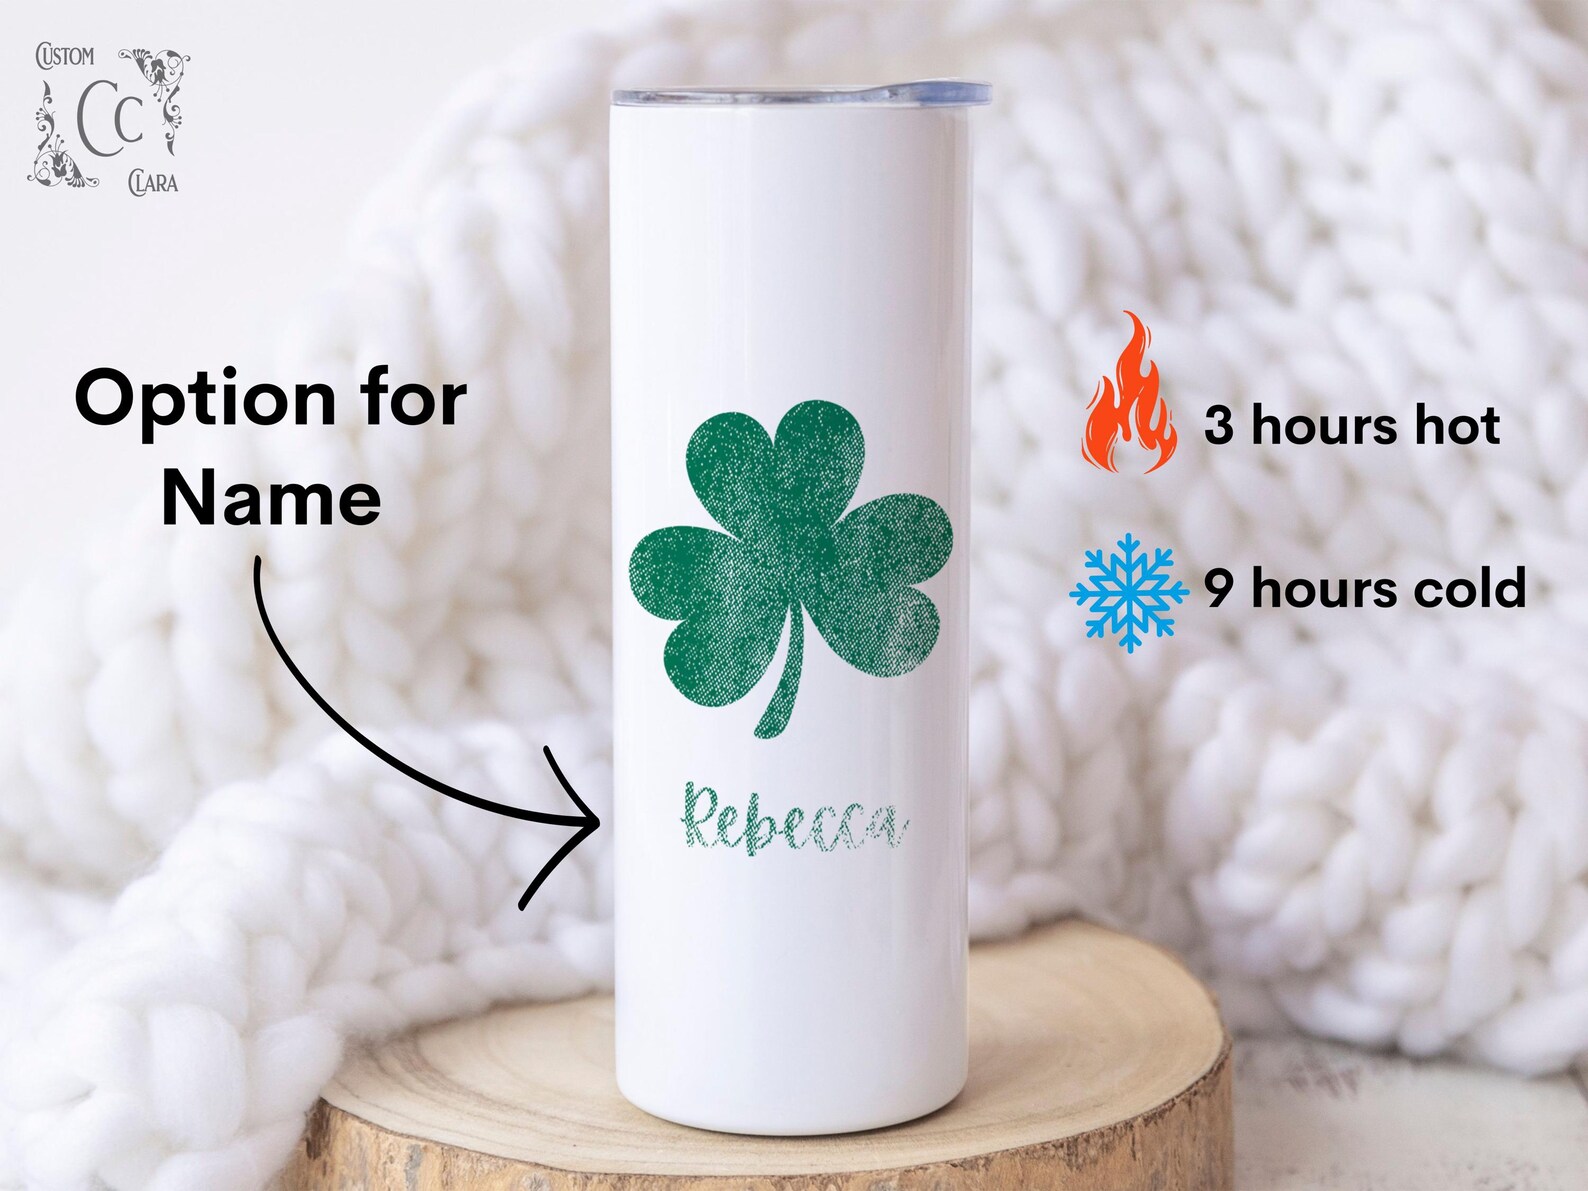 Custom
Cc
Clara
Option for
Name
3 hours hot
9 hours cold
Rebecca